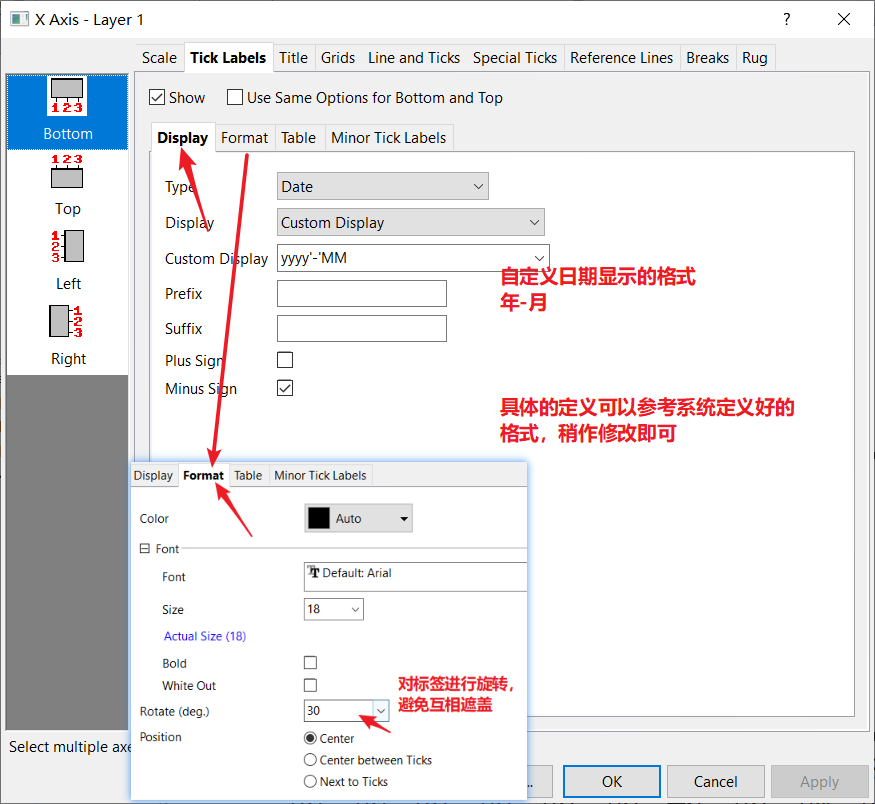 X Axis - Layer 1
?
Scale Tick Labels Title Grids Line and Ticks Special Ticks Reference Lines Breaks Rug
1 2 3
Bottom
1 2 3
Top
1
2
3
Left
1
2
3
Right
Show Use Same Options for Bottom and Top
Display Format Table Minor Tick Labels
Type Date
Display Custom Display
Custom Display yyyy'-'MM
自定义日期显示的格式
年-月
Prefix
Suffix
Plus Sign
Minus Sign
具体的定义可以参考系统定义好的
格式，稍作修改即可
Display Format Table Minor Tick Labels
Color Auto
Font
Font Default: Arial
Size 18
Actual Size (18)
Bold
White Out
对标签进行旋转，
避免互相遮盖
Rotate (deg.) 30
Position Center
Center between Ticks
Next to Ticks
Select multiple axe
OK Cancel Apply